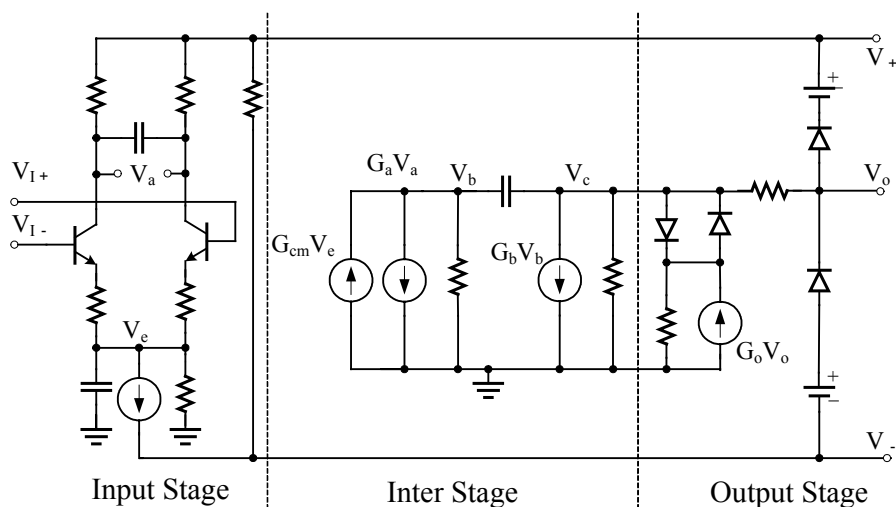 V+
VI+
Va
GaVa
Vb
Vc
Vo
VI-
GcmVe
GbVb
Ve
GoVo
V-
Input Stage
Inter Stage
Output Stage